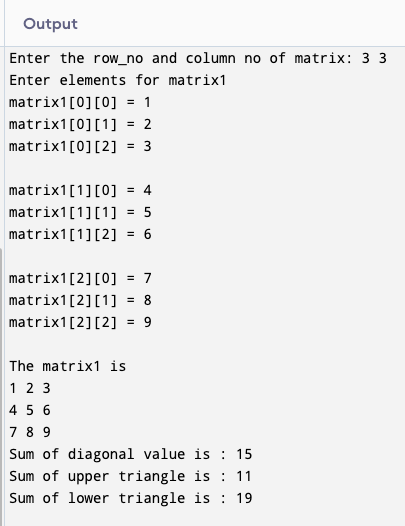 Output
Enter the row_no and column no of matrix: 3 3
Enter elements for matrix1
matrix1[0][0] = 1
matrix1[0][1] = 2
matrix1[0][2] = 3
matrix1[1][0] = 4
matrix1[1][1] = 5
matrix1[1][2] = 6
matrix1[2][0] = 7
matrix1[2][1] = 8
matrix1[2][2] = 9
The matrix1 is
1 2 3
4 5 6
7 8 9
Sum of diagonal value is : 15
Sum of upper triangle is : 11
Sum of lower triangle is : 19